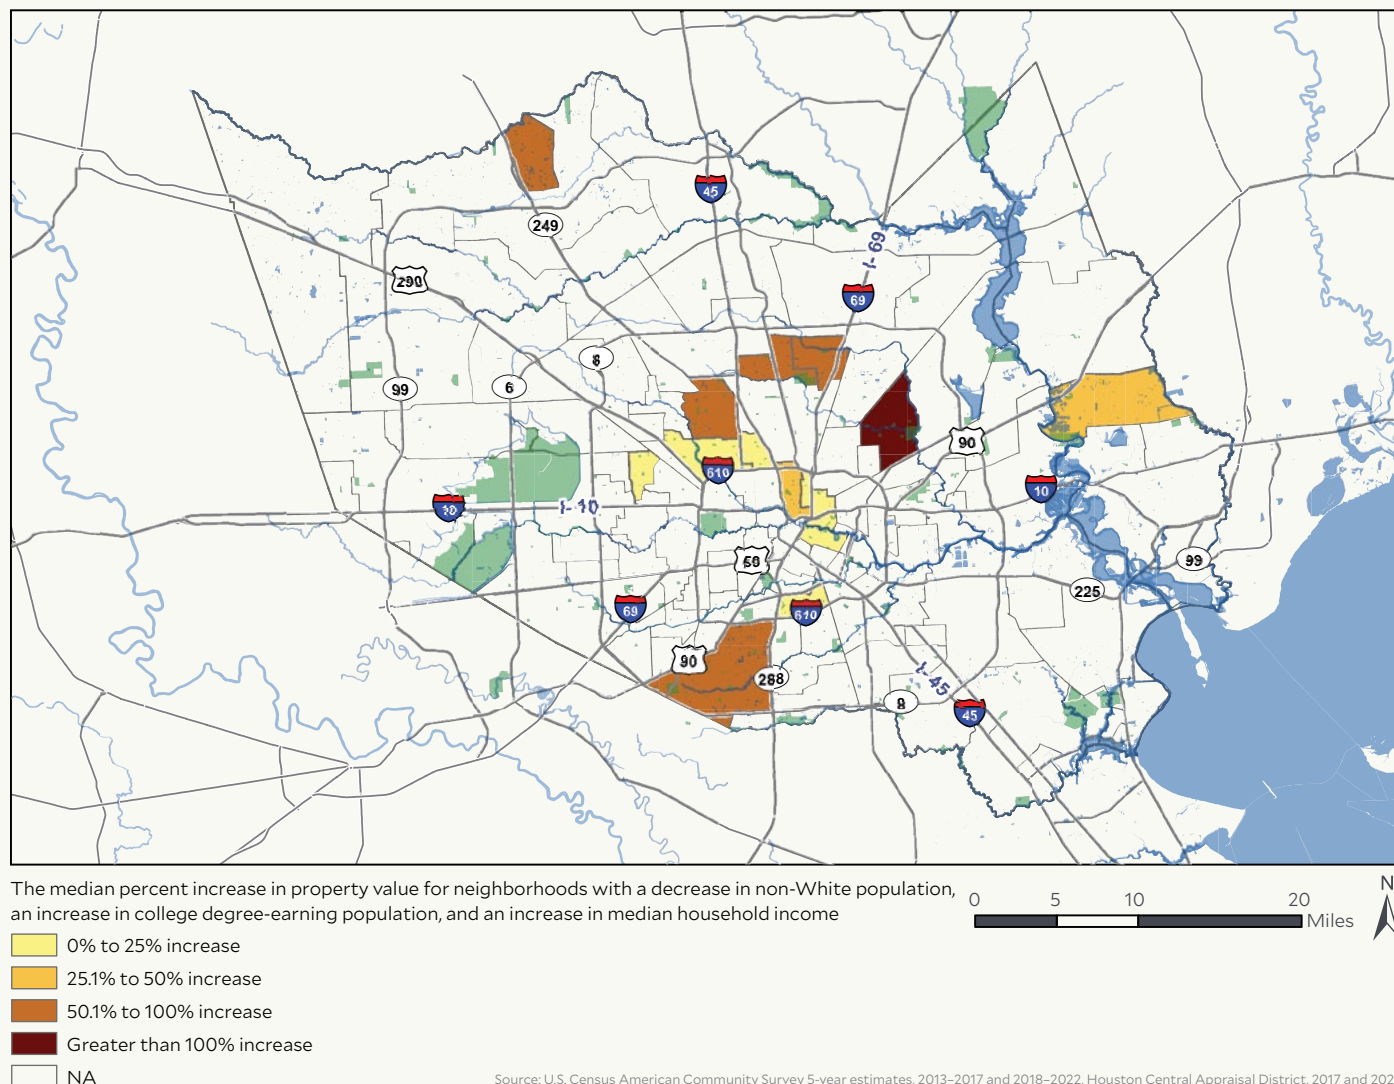 45
249
I-69
290
69
8
99
6
90
610
10
10
I-10
99
59
225
69
610
90
288
I-45
8
45
The median percent increase in property value for neighborhoods with a decrease in non-White population,
an increase in college degree-earning population, and an increase in median household income
0 5 10 20
Miles
N
0% to 25% increase
25.1% to 50% increase
50.1% to 100% increase
Greater than 100% increase
NA
Source: U.S. Census American Community Survey 5-year estimates, 2013–2017 and 2018–2022, Houston Central Appraisal District, 2017 and